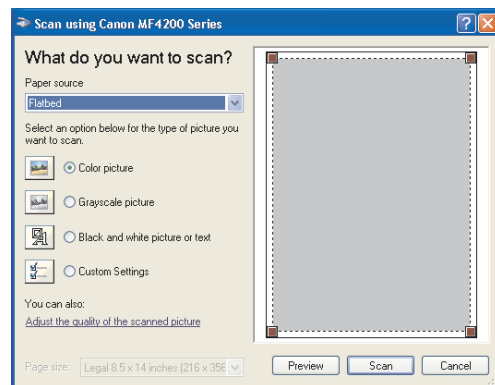 Scan using Canon MF4200 Series
What do you want to scan?
Paper source
Flatbed
Select an option below for the type of picture you
want to scan.
Color picture
Grayscale picture
Black and white picture or text
Custom Settings
You can also:
Adjust the quality of the scanned picture
Page size: Legal 8.5 x 14 inches (216 x 356
Preview Scan Cancel